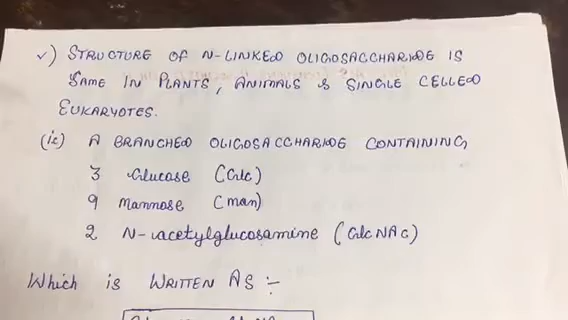 v.) STRUCTURE OF N-LINKED OLIGOSACCHARIDE IS
SAME IN PLANTS, ANIMALS & SINGLE CELLED
EUKARYOTES.
(ie) A BRANCHED OLIGOSACCHARIDE CONTAINING
3 Glucose (Glc)
9 Mannose (man)
2 N-acetylglucosamine (GlcNAc)
Which is WRITTEN AS :-